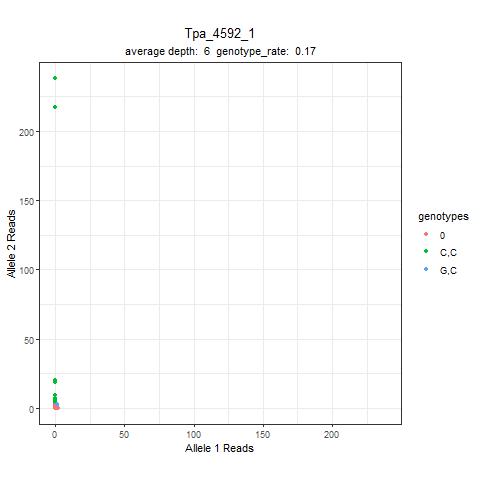 Tpa_4592_1
average depth:  6  genotype_rate:  0.17
200
150
100
50
0
Allele 2 Reads
0 50 100 150 200
Allele 1 Reads
genotypes
0
C,C
G,C